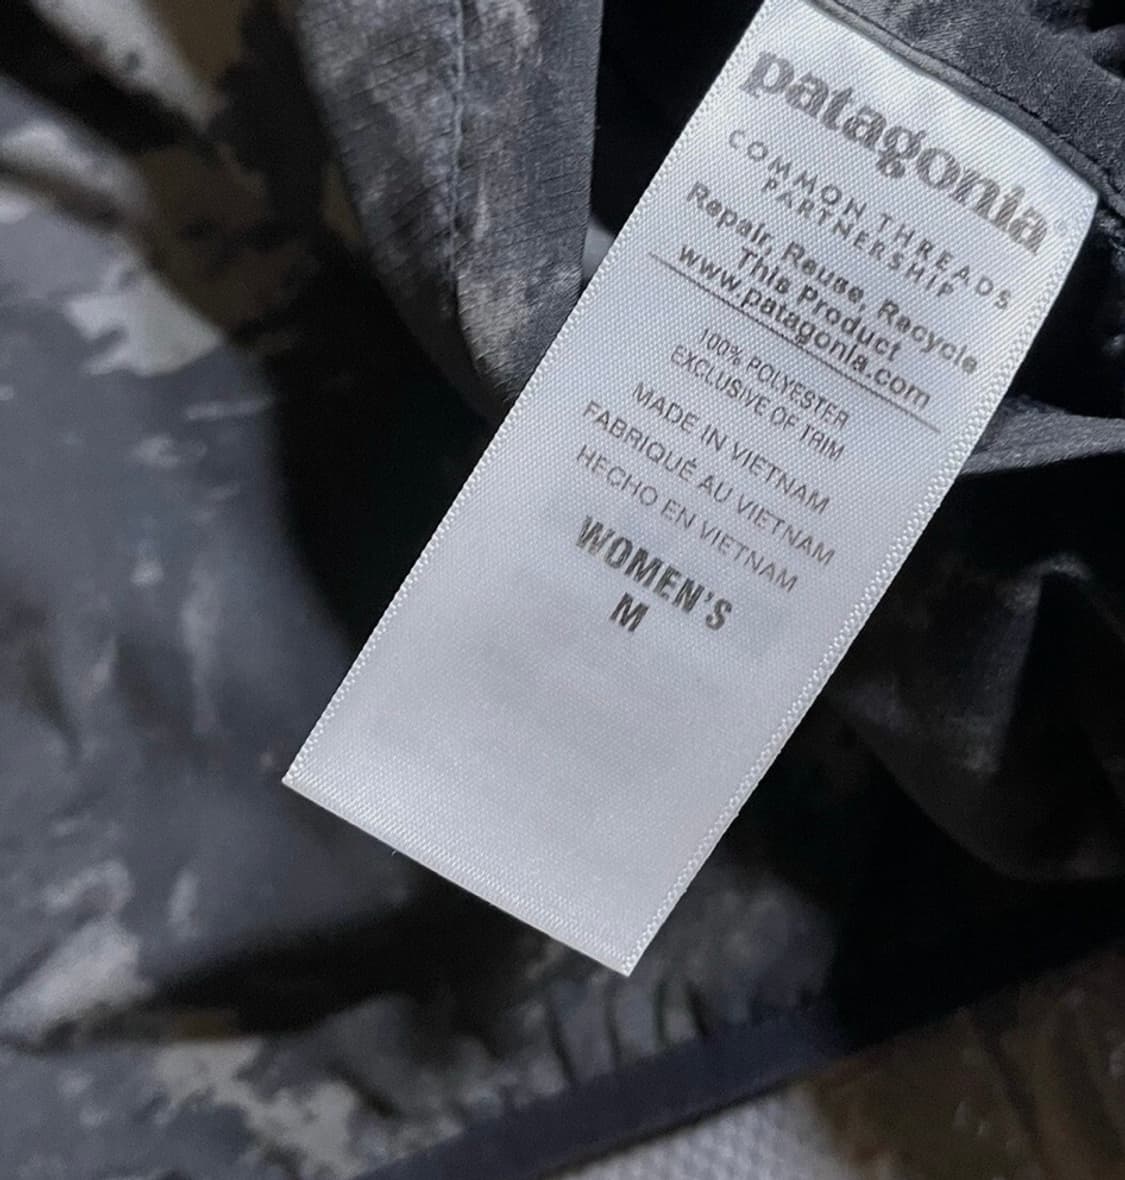 patagonia®
COMMON THREADS
PARTNERSHIP
Repair, Reuse, Recycle
This Product
www.patagonia.com
100% POLYESTER
EXCLUSIVE OF TRIM
MADE IN VIETNAM
FABRIQUÉ AU VIETNAM
HECHO EN VIETNAM
WOMEN'S
M